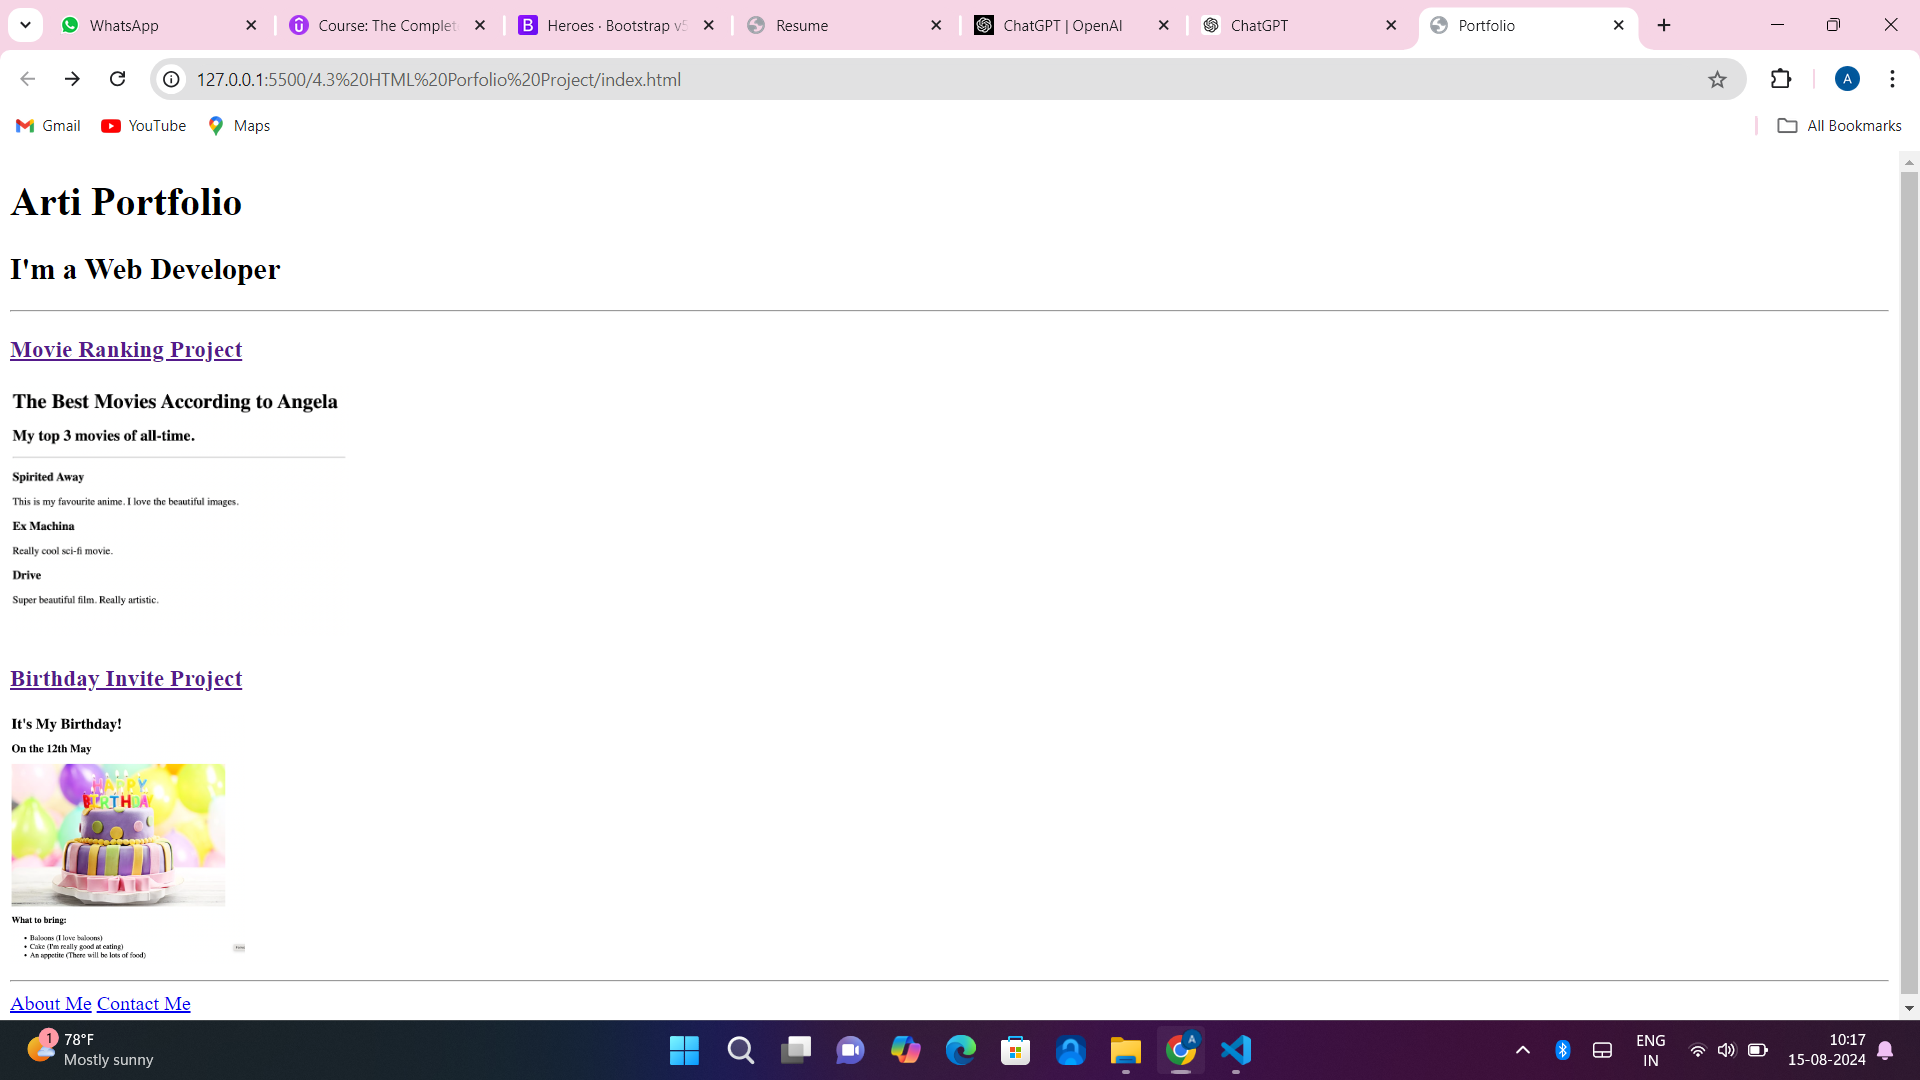 WhatsApp
Course: The Complet
Heroes · Bootstrap v5
Resume
ChatGPT | OpenAI
ChatGPT
Portfolio
127.0.0.1:5500/4.3%20HTML%20Porfolio%20Project/index.html
A
Gmail
YouTube
Maps
All Bookmarks
Arti Portfolio
I'm a Web Developer
Movie Ranking Project
The Best Movies According to Angela
My top 3 movies of all-time.
Spirited Away
This is my favourite anime. I love the beautiful images.
Ex Machina
Really cool sci-fi movie.
Drive
Super beautiful film. Really artistic.
Birthday Invite Project
It's My Birthday!
On the 12th May
HAPPY
BIRTHDAY
What to bring:
• Baloons (I love baloons)
• Cake (I'm really good at eating)
• An appetite (There will be lots of food)
About Me Contact Me
1
78°F
Mostly sunny
A
ENG
IN
10:17
15-08-2024